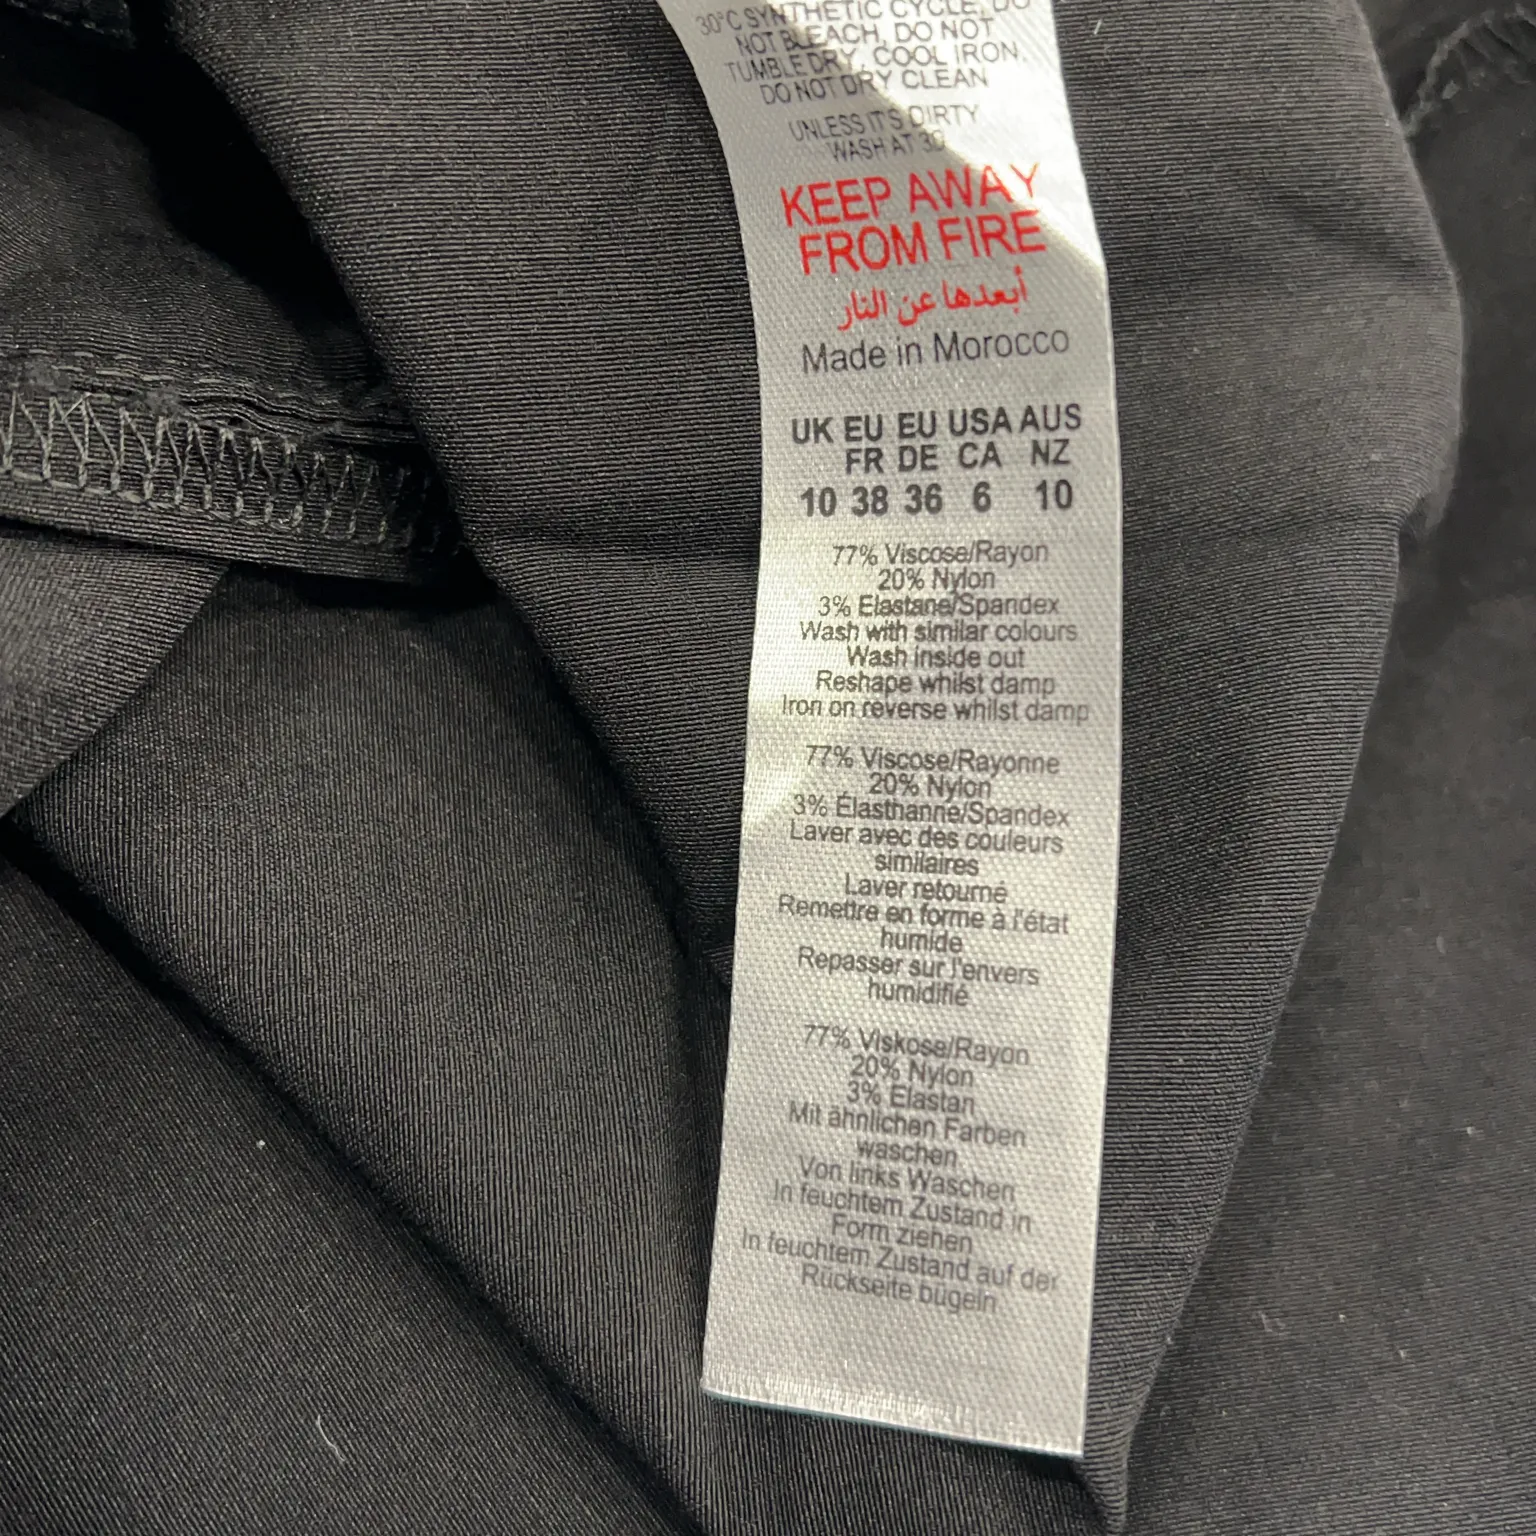 30°C SYNTHETIC CYCLE, DO
NOT BLEACH, DO NOT
TUMBLE DRY, COOL IRON,
DO NOT DRY CLEAN
UNLESS IT'S DIRTY
WASH AT 30
KEEP AWAY
FROM FIRE
أبعدها عن النار
Made in Morocco
UK EU EU USA AUS
FR DE CA NZ
10 38 36 6 10
77% Viscose/Rayon
20% Nylon
3% Elastane/Spandex
Wash with similar colours
Wash inside out
Reshape whilst damp
Iron on reverse whilst damp
77% Viscose/Rayonne
20% Nylon
3% Élasthanne/Spandex
Laver avec des couleurs
similaires
Laver retourné
Remettre en forme à l'état
humide
Repasser sur l'envers
humidifié
77% Viskose/Rayon
20% Nylon
3% Elastan
Mit ähnlichen Farben
waschen
Von links Waschen
In feuchtem Zustand in
Form ziehen
In feuchtem Zustand auf der
Rückseite bügeln